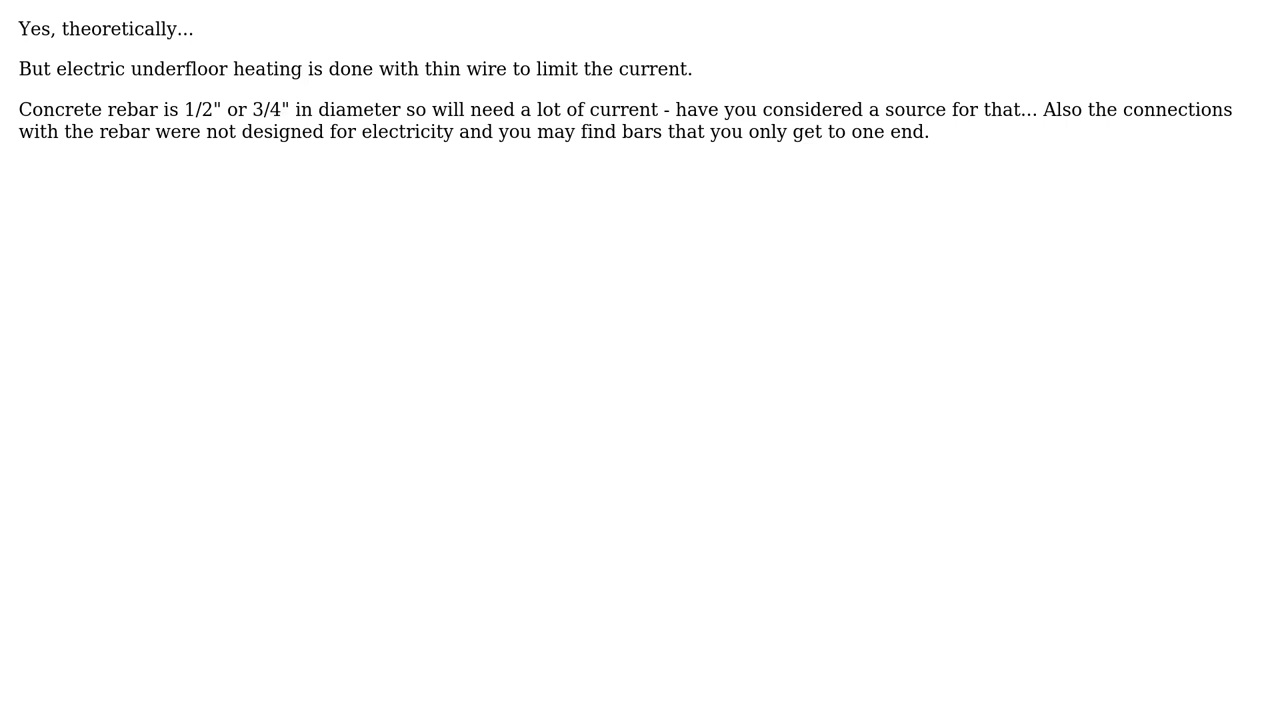 Yes, theoretically...
But electric underfloor heating is done with thin wire to limit the current.
Concrete rebar is 1/2" or 3/4" in diameter so will need a lot of current - have you considered a source for that... Also the connections
with the rebar were not designed for electricity and you may find bars that you only get to one end.